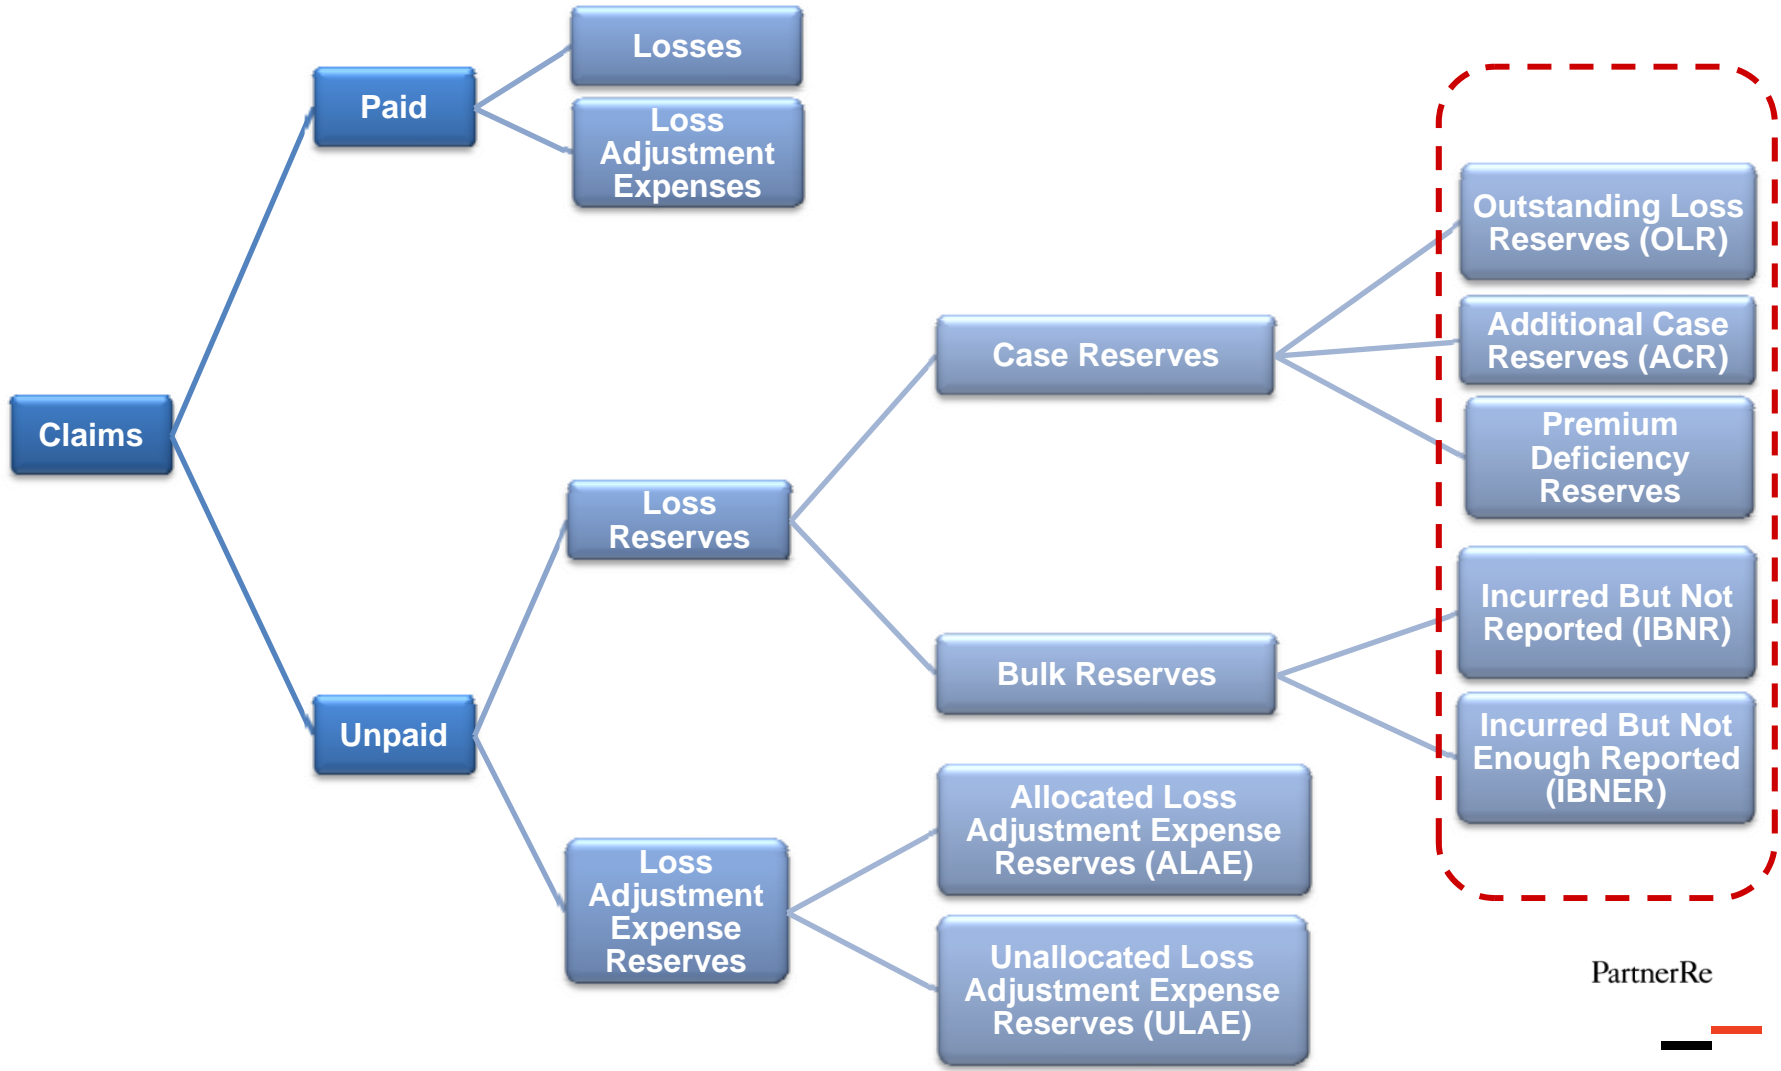 Claims
Paid
Losses
Loss
Adjustment
Expenses
Unpaid
Loss
Reserves
Case Reserves
Outstanding Loss
Reserves (OLR)
Additional Case
Reserves (ACR)
Premium
Deficiency
Reserves
Bulk Reserves
Incurred But Not
Reported (IBNR)
Incurred But Not
Enough Reported
(IBNER)
Loss
Adjustment
Expense
Reserves
Allocated Loss
Adjustment Expense
Reserves (ALAE)
Unallocated Loss
Adjustment Expense
Reserves (ULAE)
PartnerRe